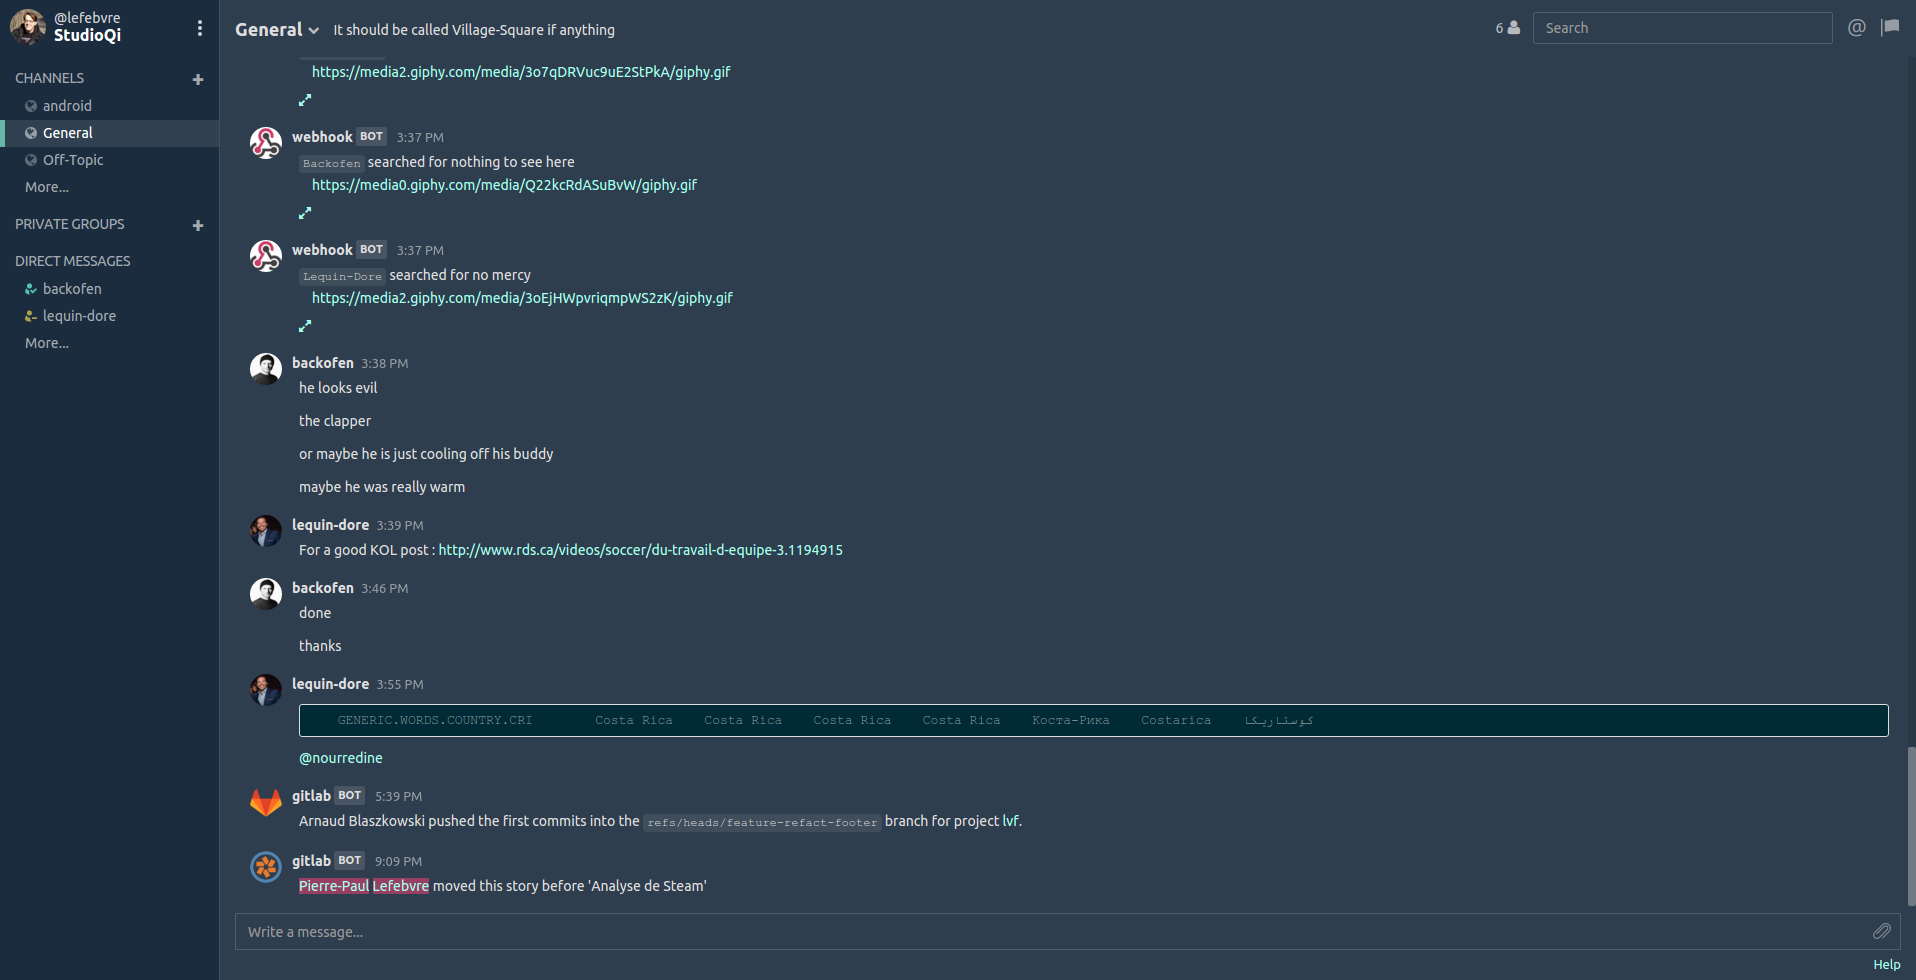 @lefebvre
StudioQi
CHANNELS
android
General
Off-Topic
More...
PRIVATE GROUPS
DIRECT MESSAGES
backofen
lequin-dore
More...
General It should be called Village-Square if anything
6
Search
@
https://media2.giphy.com/media/3o7qDRVuc9uE2StPkA/giphy.gif
webhook BOT 3:37 PM
Backofen searched for nothing to see here
https://media0.giphy.com/media/Q22kcRdASuBvW/giphy.gif
webhook BOT 3:37 PM
Lequin-Dore searched for no mercy
https://media2.giphy.com/media/3oEjHWpvriqmpWS2zK/giphy.gif
backofen 3:38 PM
he looks evil
the clapper
or maybe he is just cooling off his buddy
maybe he was really warm
lequin-dore 3:39 PM
For a good KOL post : http://www.rds.ca/videos/soccer/du-travail-d-equipe-3.1194915
backofen 3:46 PM
done
thanks
lequin-dore 3:55 PM
GENERIC.WORDS.COUNTRY.CRI Costa Rica Costa Rica Costa Rica Costa Rica Коста-Рика Costarica كوستاريكا
@nourredine
gitlab BOT 5:39 PM
Arnaud Blaszkowski pushed the first commits into the refs/heads/feature-refact-footer branch for project lvf.
gitlab BOT 9:09 PM
Pierre-Paul Lefebvre moved this story before 'Analyse de Steam'
Write a message...
Help